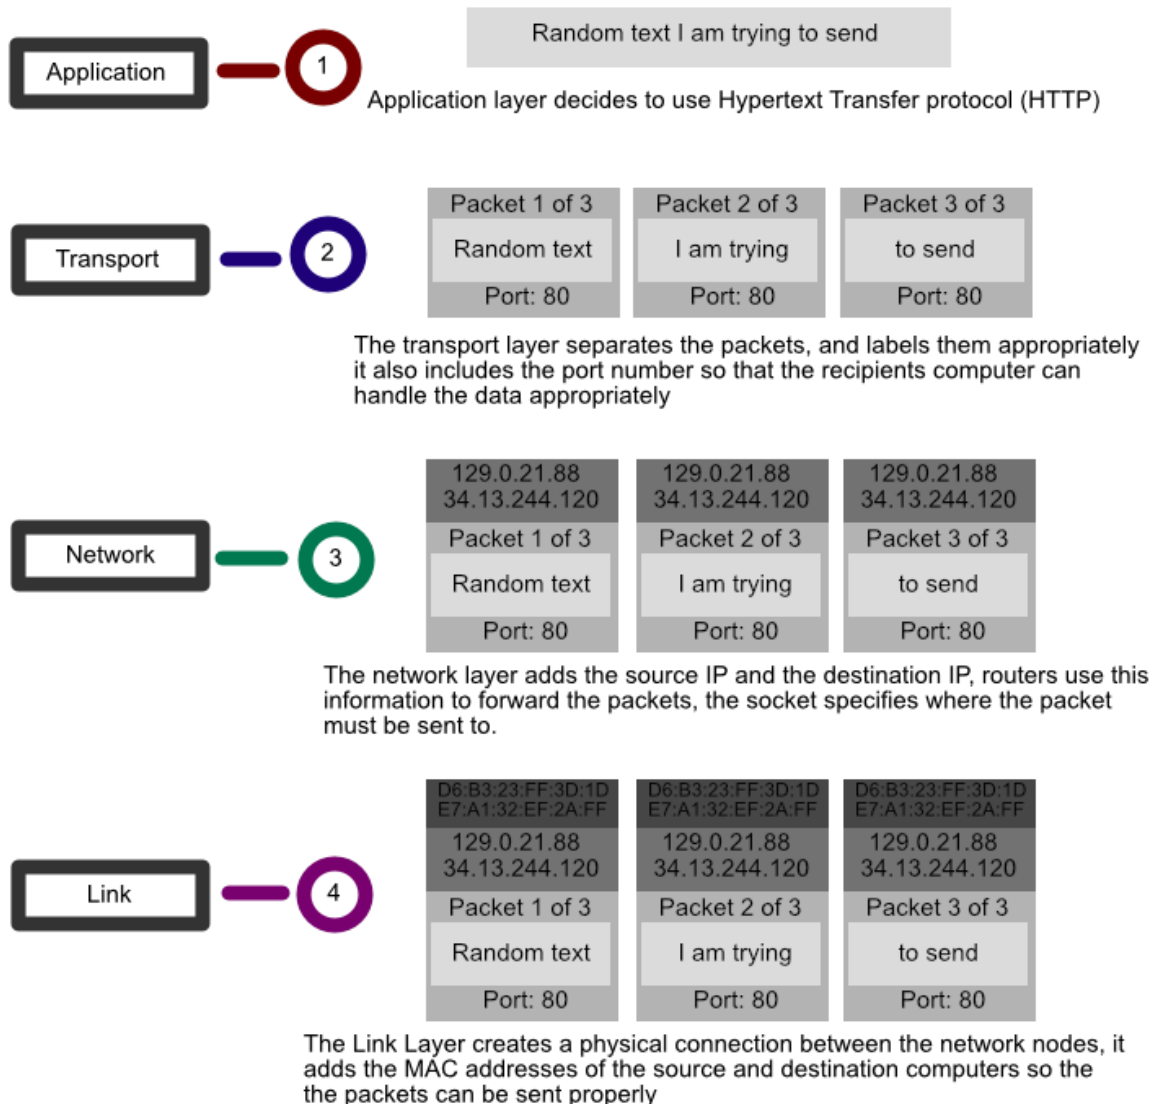 Random text I am trying to send
Application
1
Application layer decides to use Hypertext Transfer protocol (HTTP)
Packet 1 of 3
Packet 2 of 3
Packet 3 of 3
Transport
2
Random text
I am trying
to send
Port: 80
Port: 80
Port: 80
The transport layer separates the packets, and labels them appropriately
it also includes the port number so that the recipients computer can
handle the data appropriately
129.0.21.88
129.0.21.88
129.0.21.88
34.13.244.120
34.13.244.120
34.13.244.120
Network
3
Packet 1 of 3
Packet 2 of 3
Packet 3 of 3
Random text
I am trying
to send
Port: 80
Port: 80
Port: 80
The network layer adds the source IP and the destination IP, routers use this
information to forward the packets, the socket specifies where the packet
must be sent to.
D6:B3:23:FF:3D:1D
D6:B3:23:FF:3D:1D
D6:B3:23:FF:3D:1D
E7:A1:32:EF:2A:FF
E7:A1:32:EF:2A:FF
E7:A1:32:EF:2A:FF
129.0.21.88
129.0.21.88
129.0.21.88
34.13.244.120
34.13.244.120
34.13.244.120
Link
4
Packet 1 of 3
Packet 2 of 3
Packet 3 of 3
Random text
I am trying
to send
Port: 80
Port: 80
Port: 80
The Link Layer creates a physical connection between the network nodes, it
adds the MAC addresses of the source and destination computers so the
the packets can be sent properly